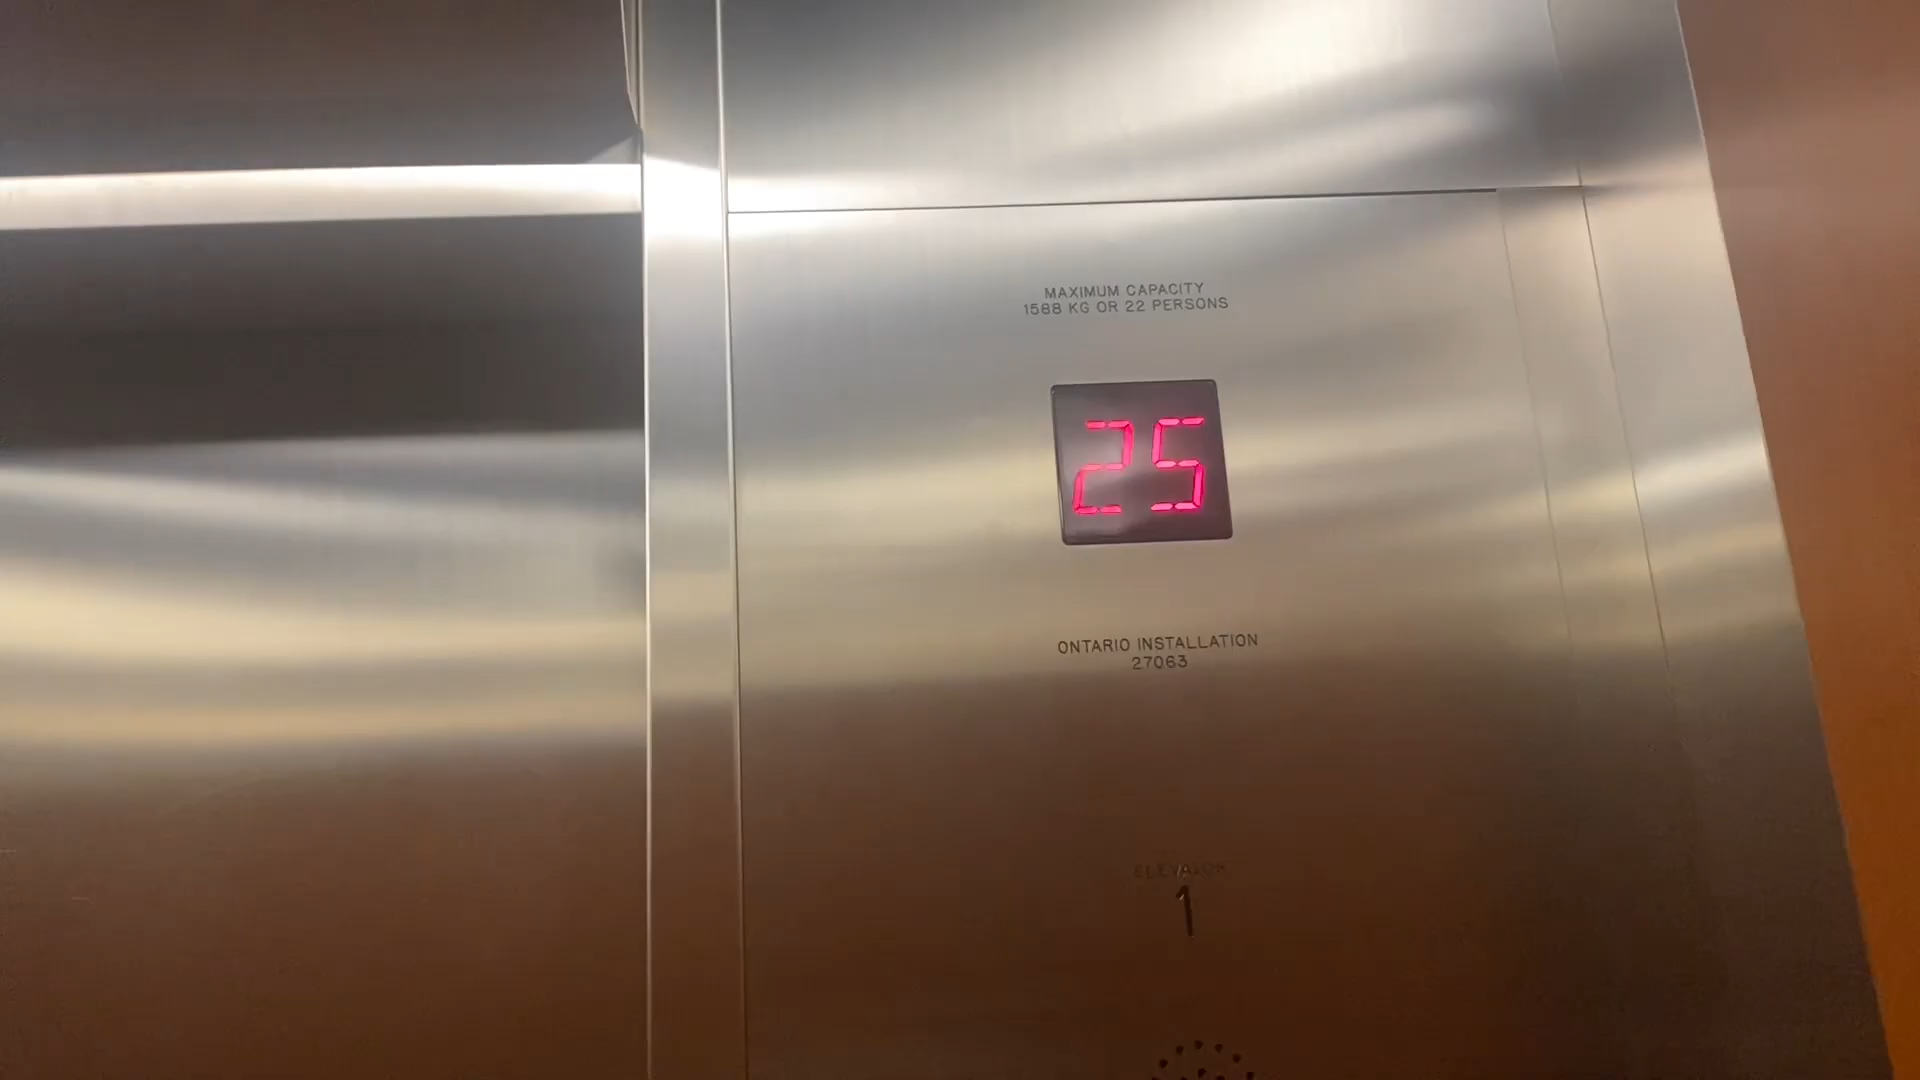 MAXIMUM CAPACITY
1588 KG OR 22 PERSONS
25
ONTARIO INSTALLATION
27063
ELEVATOR
1